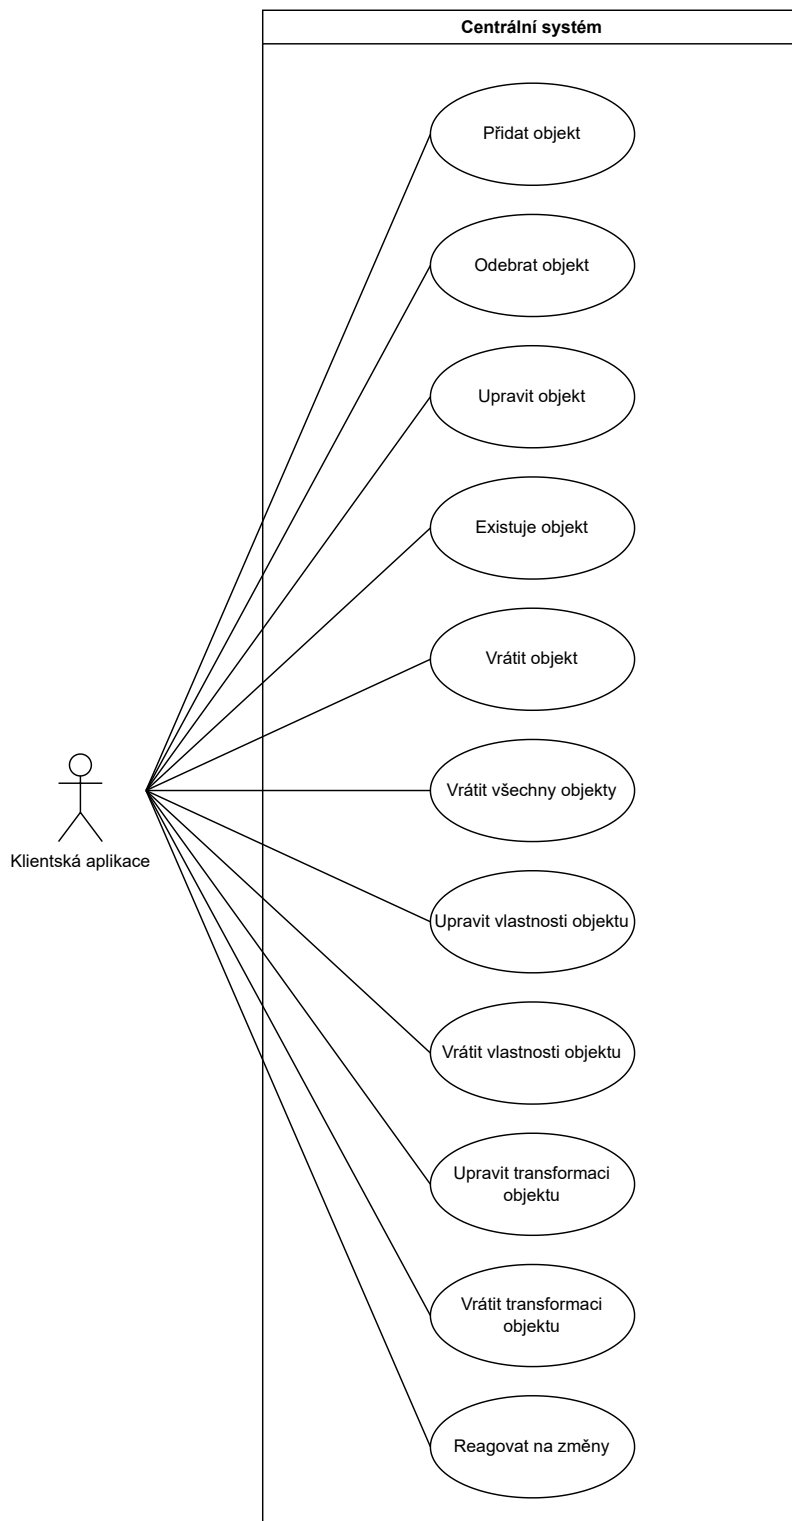 Centrální systém
Přidat objekt
Odebrat objekt
Upravit objekt
Existuje objekt
Vrátit objekt
Vrátit všechny objekty
Klientská aplikace
Upravit vlastnosti objektu
Vrátit vlastnosti objektu
Upravit transformaci
objektu
Vrátit transformaci
objektu
Reagovat na změny